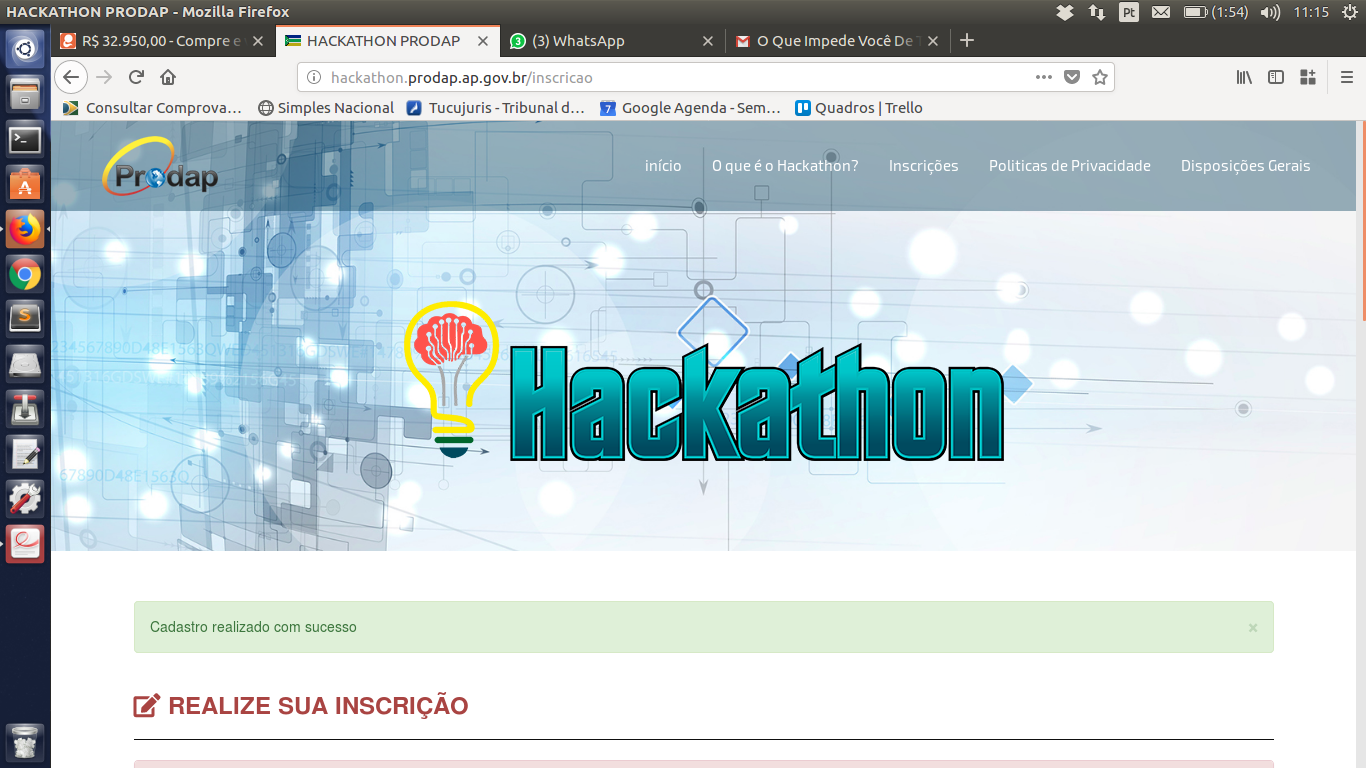 HACKATHON PRODAP - Mozilla Firefox
Pt
(1:54)
11:15
R$ 32.950,00 - Compre e
HACKATHON PRODAP
(3) WhatsApp
O Que Impede Você De
hackathon.prodap.ap.gov.br/inscricao
Consultar Comprova…
Simples Nacional
Tucujuris - Tribunal d…
7
Google Agenda - Sem…
Quadros | Trello
Prodap
início
O que é o Hackathon?
Inscrições
Politicas de Privacidade
Disposições Gerais
Hackathon
67890D48E1563Q
Cadastro realizado com sucesso
×
REALIZE SUA INSCRIÇÃO